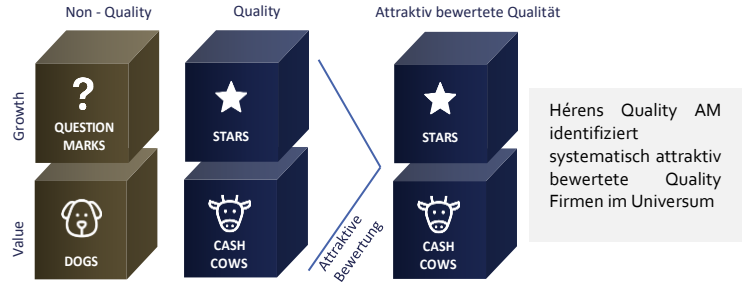 Non - Quality
Quality
Attraktiv bewertete Qualität
Growth
?
QUESTION
MARKS
STARS
STARS
Value
DOGS
CASH
COWS
Attraktive
Bewertung
CASH
COWS
Hérens Quality AM
identifiziert
systematisch attraktiv
bewertete Quality
Firmen im Universum